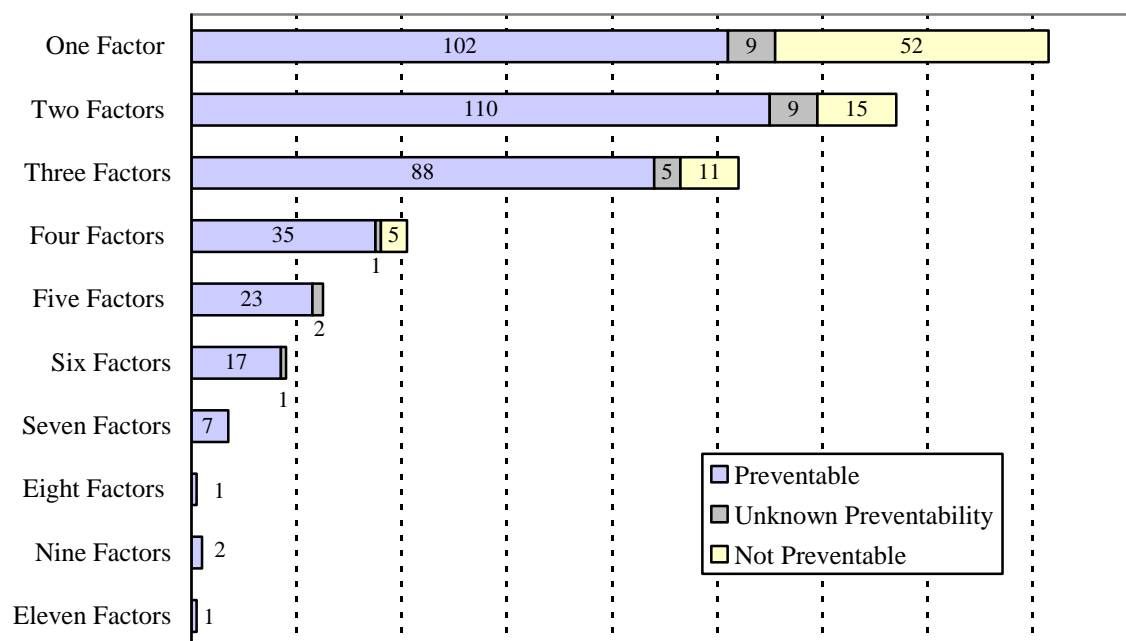 One Factor 102 9 52
Two Factors 110 9 15
Three Factors 88 5 11
Four Factors 35 5
1
Five Factors 23
2
Six Factors 17
1
Seven Factors 7
Eight Factors 1
Nine Factors 2
Eleven Factors 1
Preventable
Unknown Preventability
Not Preventable